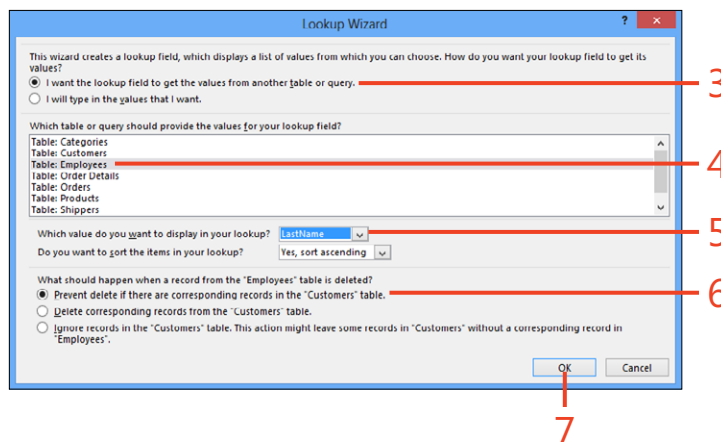 Lookup Wizard
?
This wizard creates a lookup field, which displays a list of values from which you can choose. How do you want your lookup field to get its
values?
I want the lookup field to get the values from another table or query.
3
I will type in the values that I want.
Which table or query should provide the values for your lookup field?
Table: Categories
Table: Customers
Table: Employees
4
Table: Order Details
Table: Orders
Table: Products
Table: Shippers
Which value do you want to display in your lookup? LastName
5
Do you want to sort the items in your lookup? Yes, sort ascending
What should happen when a record from the "Employees" table is deleted?
Prevent delete if there are corresponding records in the "Customers" table.
6
Delete corresponding records from the "Customers" table.
Ignore records in the "Customers" table. This action might leave some records in "Customers" without a corresponding record in
"Employees".
OK Cancel
7